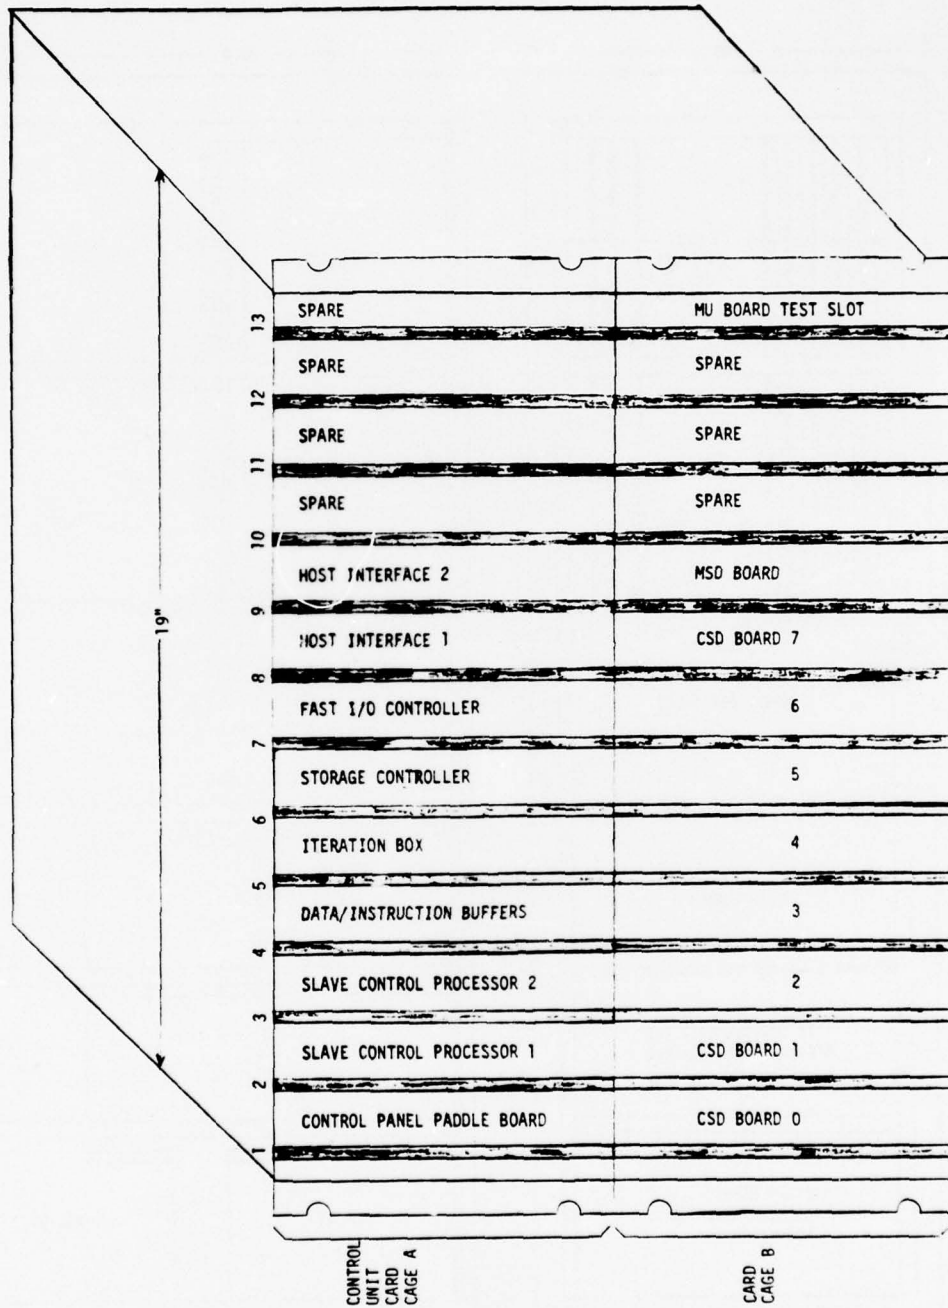 19"
13
SPARE
MU BOARD TEST SLOT
12
SPARE
SPARE
11
SPARE
SPARE
10
SPARE
SPARE
9
HOST INTERFACE 2
MSD BOARD
8
HOST INTERFACE 1
CSD BOARD 7
7
FAST I/O CONTROLLER
6
6
STORAGE CONTROLLER
5
5
ITERATION BOX
4
4
DATA/INSTRUCTION BUFFERS
3
3
SLAVE CONTROL PROCESSOR 2
2
2
SLAVE CONTROL PROCESSOR 1
CSD BOARD 1
1
CONTROL PANEL PADDLE BOARD
CSD BOARD 0
CONTROL
UNIT
CARD
CAGE A
CARD
CAGE B